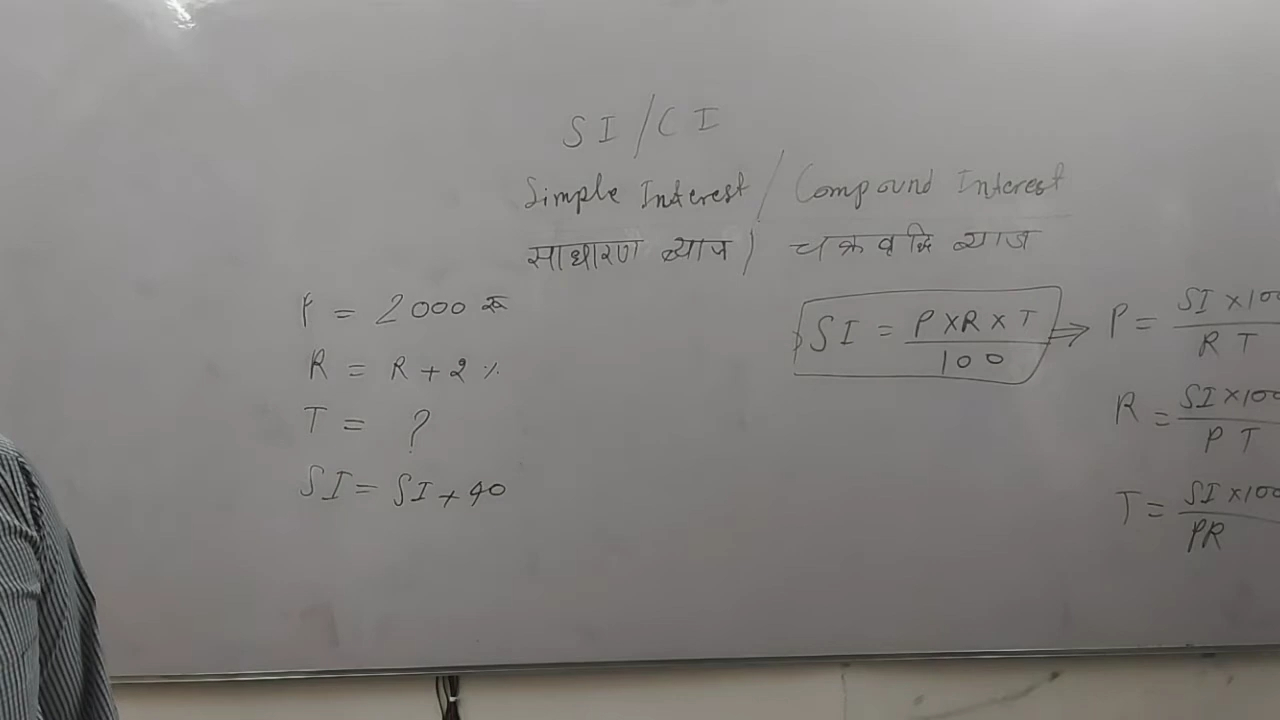 SI/CI
Simple Interest / Compound Interest
साधारण ब्याज / चक्रवृद्धि ब्याज
P = 2000 रू
R = R + 2 %
T = ?
SI = SI + 40
SI = P X R X T / 100 ⇒ P = SI X 100 / R T
R = SI X 100 / P T
T = SI X 100 / PR